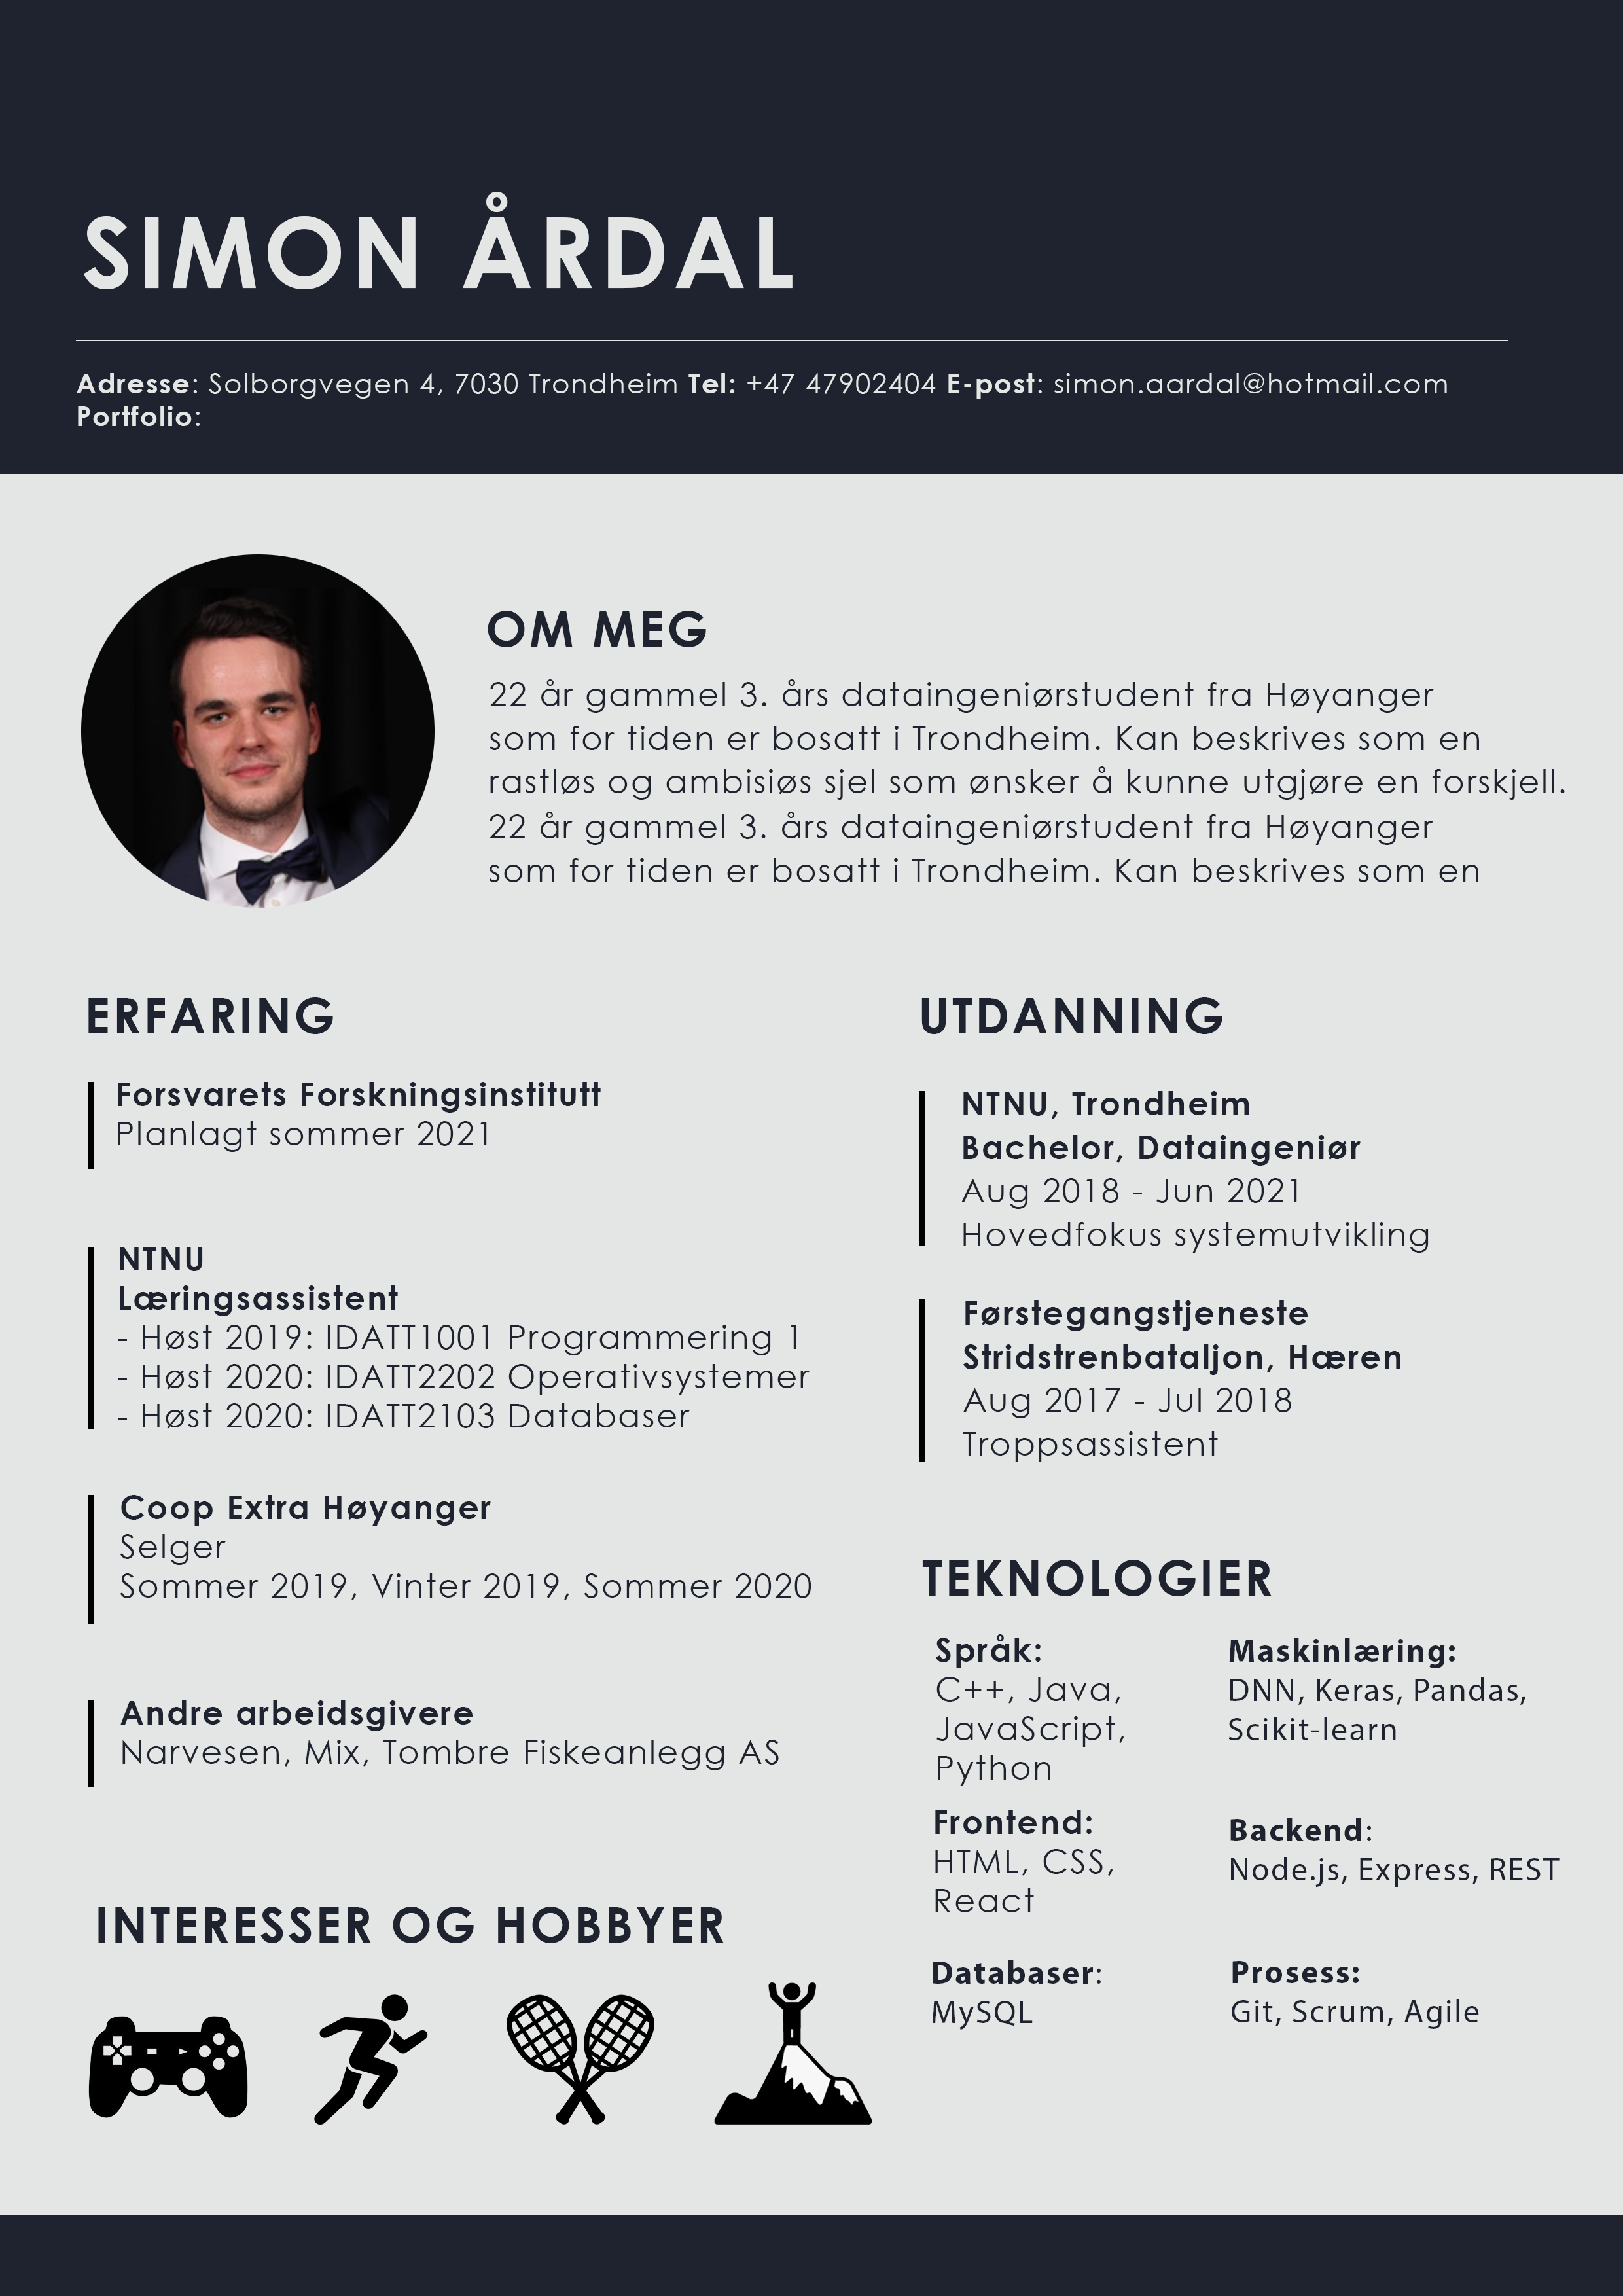 SIMON ÅRDAL
Adresse: Solborgvegen 4, 7030 Trondheim Tel: +47 47902404 E-post: simon.aardal@hotmail.com
Portfolio:
OM MEG
22 år gammel 3. års dataingeniørstudent fra Høyanger
som for tiden er bosatt i Trondheim. Kan beskrives som en
rastløs og ambisiøs sjel som ønsker å kunne utgjøre en forskjell.
22 år gammel 3. års dataingeniørstudent fra Høyanger
som for tiden er bosatt i Trondheim. Kan beskrives som en
ERFARING
Forsvarets Forskningsinstitutt
Planlagt sommer 2021
NTNU
Læringsassistent
- Høst 2019: IDATT1001 Programmering 1
- Høst 2020: IDATT2202 Operativsystemer
- Høst 2020: IDATT2103 Databaser
Coop Extra Høyanger
Selger
Sommer 2019, Vinter 2019, Sommer 2020
Andre arbeidsgivere
Narvesen, Mix, Tombre Fiskeanlegg AS
INTERESSER OG HOBBYER
UTDANNING
NTNU, Trondheim
Bachelor, Dataingeniør
Aug 2018 - Jun 2021
Hovedfokus systemutvikling
Førstegangstjeneste
Stridstrenbataljon, Hæren
Aug 2017 - Jul 2018
Troppsassistent
TEKNOLOGIER
Språk:
C++, Java,
JavaScript,
Python
Maskinlæring:
DNN, Keras, Pandas,
Scikit-learn
Frontend:
HTML, CSS,
React
Backend:
Node.js, Express, REST
Databaser:
MySQL
Prosess:
Git, Scrum, Agile